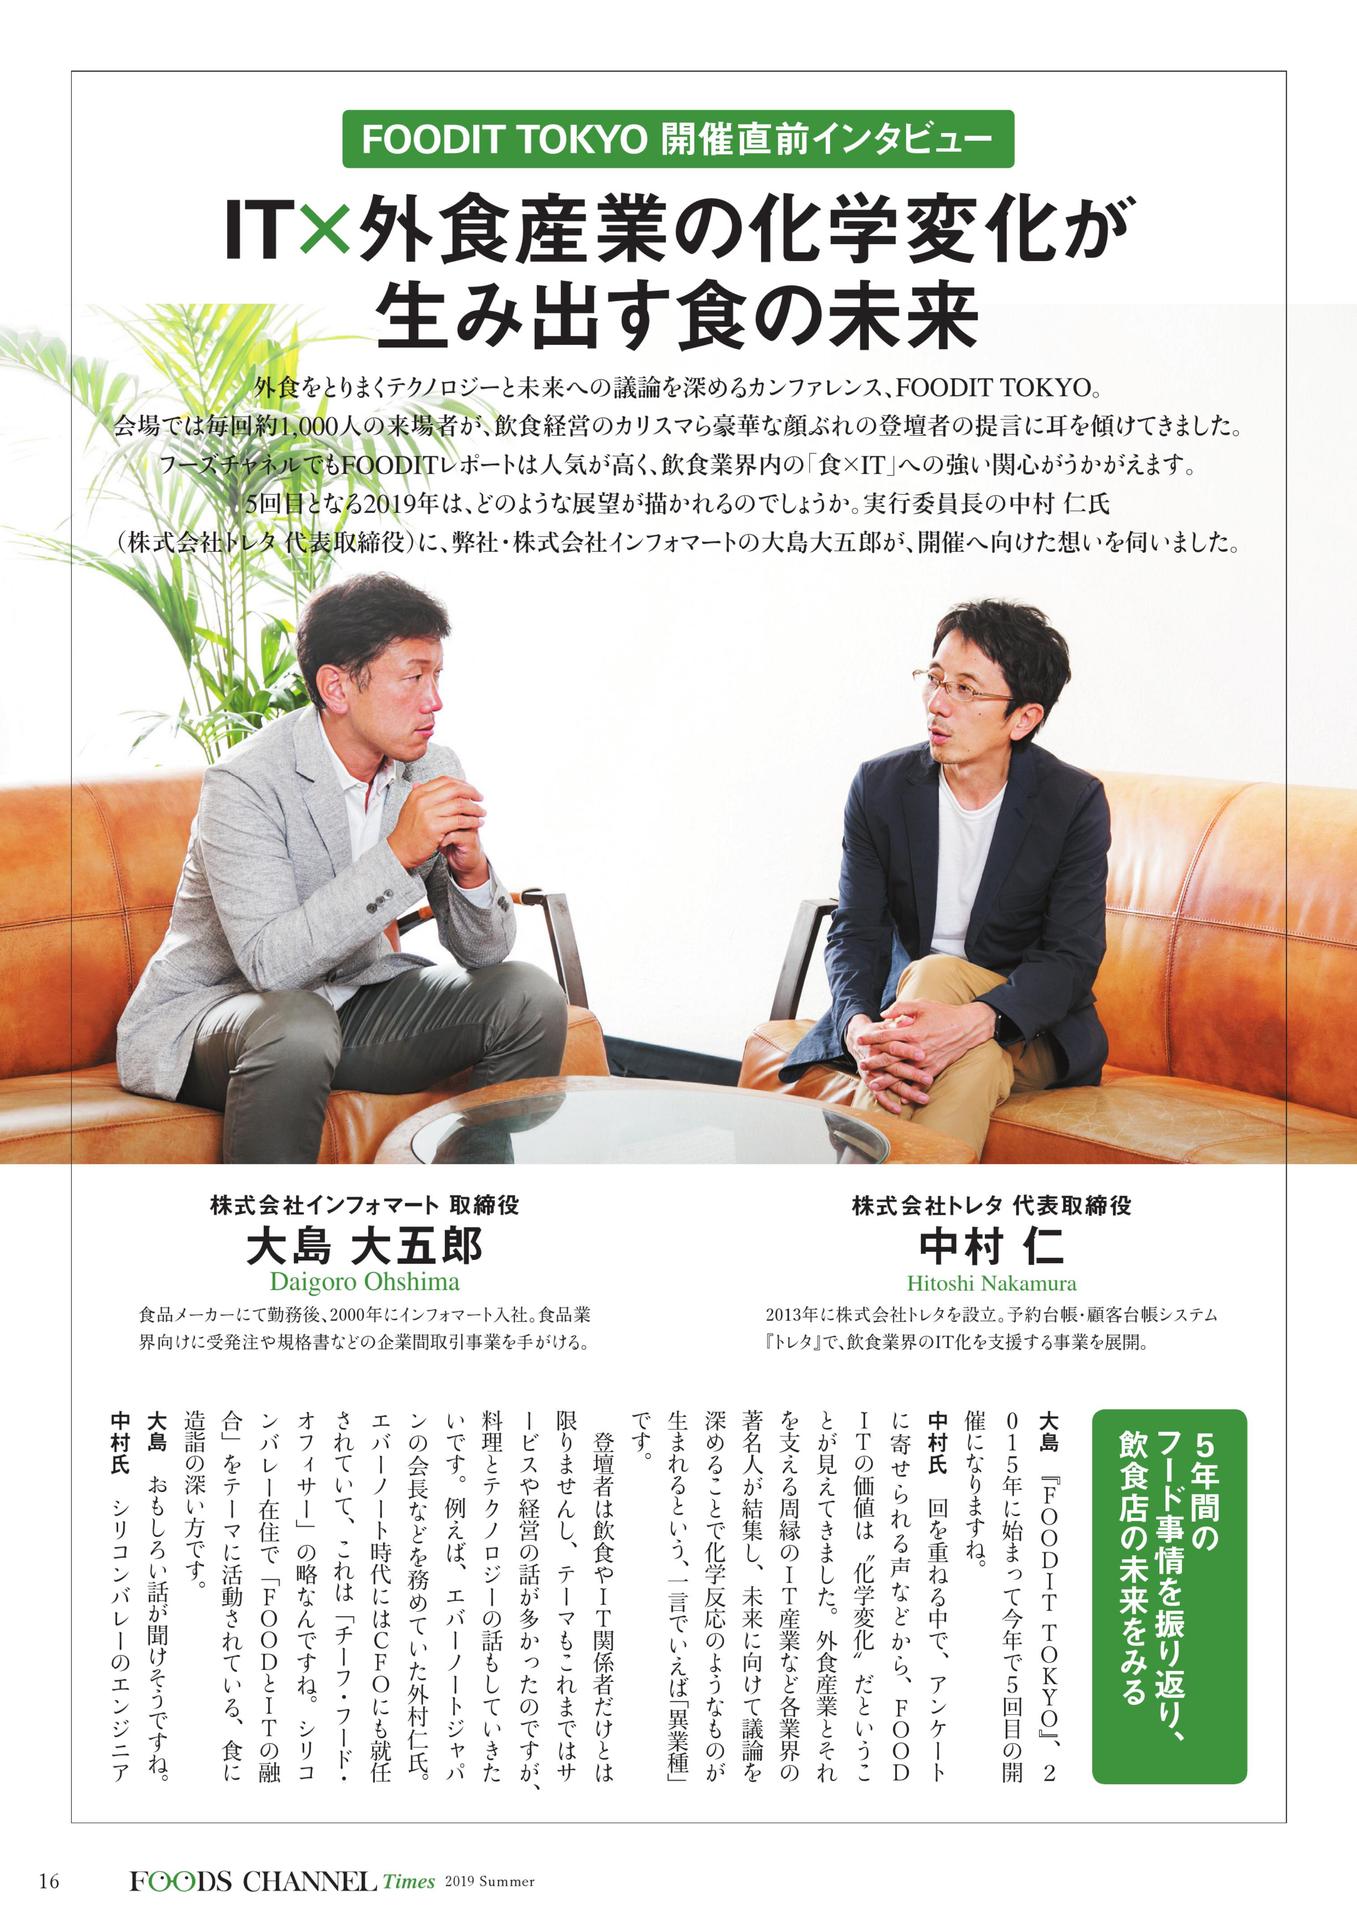 FOODIT TOKYO 開催直前インタビュー
IT×外食産業の化学変化が
生み出す食の未来
外食をとりまくテクノロジーと未来への議論を深めるカンファレンス、FOODIT TOKYO。
会場では毎回約1,000人の来場者が、飲食経営のカリスマら豪華な顔ぶれの登壇者の提言に耳を傾けてきました。
フーズチャネルでもFOODITレポートは人気が高く、飲食業界内の「食×IT」への強い関心がうかがえます。
5回目となる2019年は、どのような展望が描かれるのでしょうか。実行委員長の中村 仁氏
（株式会社トレタ 代表取締役）に、弊社・株式会社インフォマートの大島大五郎が、開催へ向けた想いを伺いました。
株式会社インフォマート 取締役
大島 大五郎
Daigoro Ohshima
食品メーカーにて勤務後、2000年にインフォマート入社。食品業
界向けに受発注や規格書などの企業間取引事業を手がける。
株式会社トレタ 代表取締役
中村 仁
Hitoshi Nakamura
2013年に株式会社トレタを設立。予約台帳・顧客台帳システム
『トレタ』で、飲食業界のIT化を支援する事業を展開。
5年間の
フード事情を振り返り、
飲食店の未来をみる
大島 『FOODIT TOKYO』、2
015年に始まって今年で5回目の開
催になりますね。
中村氏 回を重ねる中で、アンケート
に寄せられる声などから、FOOD
ITの価値は〝化学変化〟だというこ
とが見えてきました。外食産業とそれ
を支える周縁のIT産業など各業界の
著名人が結集し、未来に向けて議論を
深めることで化学反応のようなものが
生まれるという、一言でいえば「異業種」
です。
登壇者は飲食やIT関係者だけとは
限りませんし、テーマもこれまではサ
ービスや経営の話が多かったのですが、
料理とテクノロジーの話もしていきた
いです。例えば、エバーノートジャパ
ンの会長などを務めていた外村仁氏。
エバーノート時代にはCFOにも就任
されていて、これは「チーフ・フード・
オフィサー」の略なんですね。シリコ
ンバレー在住で「FOODとITの融
合」をテーマに活動されている、食に
造詣の深い方です。
大島 おもしろい話が聞けそうですね。
中村氏 シリコンバレーのエンジニア
16
FOODS CHANNEL Times 2019 Summer